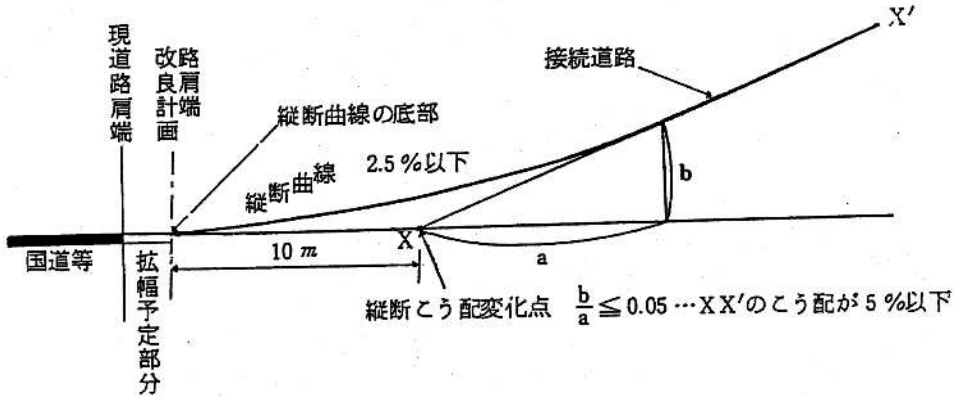 現道路肩端
改良計画
路肩端
縦断曲線の底部
接続道路
X′
縦断曲線
2.5％以下
b
X
a
国道等
拡幅予定部分
10 m
縦断こう配変化点
b/a ≦ 0.05 … XX′のこう配が 5 ％以下